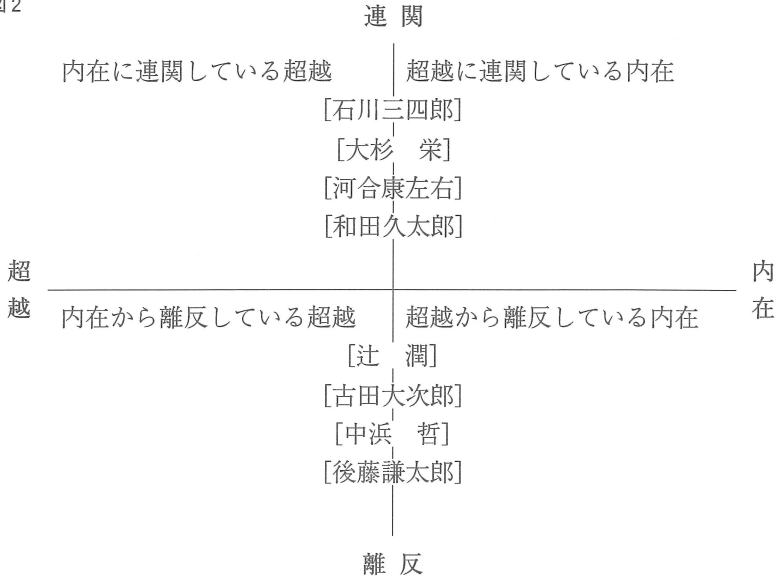 図2
連 関
内在に連関している超越 超越に連関している内在
[石川三四郎]
[大杉　栄]
[河合康左右]
[和田久太郎]
超越
内在
内在から離反している超越 超越から離反している内在
[辻　潤]
[古田大次郎]
[中浜　哲]
[後藤謙太郎]
離 反